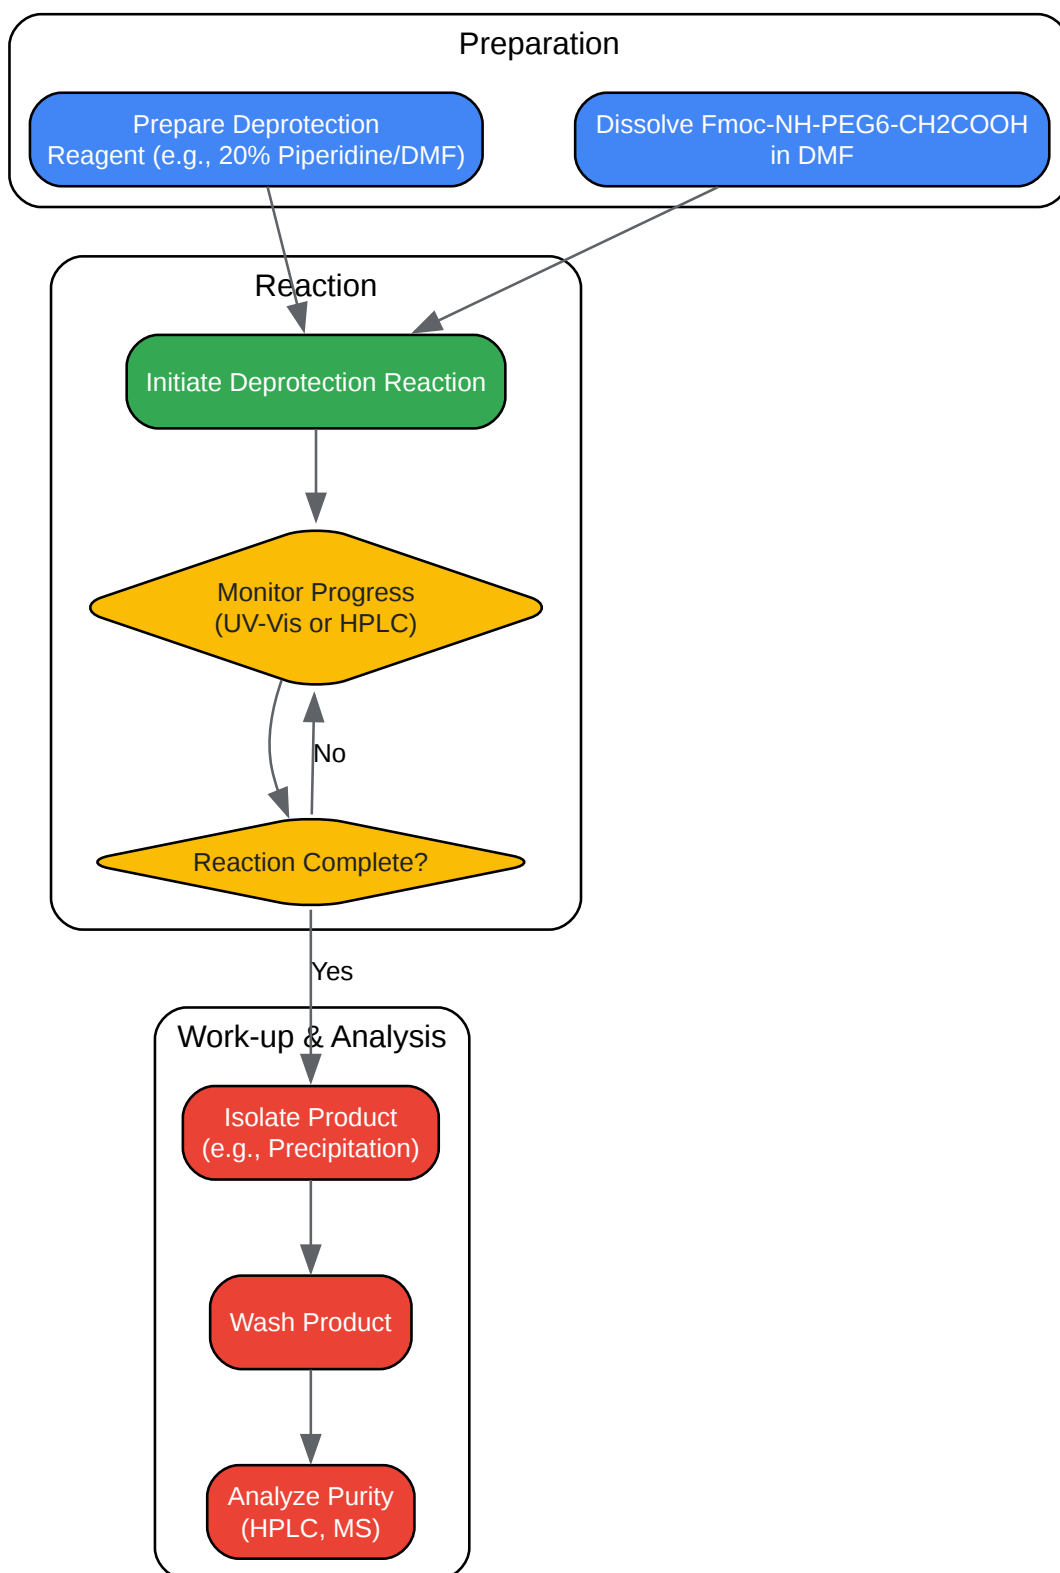 Preparation
Prepare Deprotection
Reagent (e.g., 20% Piperidine/DMF)
Dissolve Fmoc-NH-PEG6-CH2COOH
in DMF
Reaction
Initiate Deprotection Reaction
Monitor Progress
(UV-Vis or HPLC)
No
Reaction Complete?
Yes
Work-up & Analysis
Isolate Product
(e.g., Precipitation)
Wash Product
Analyze Purity
(HPLC, MS)